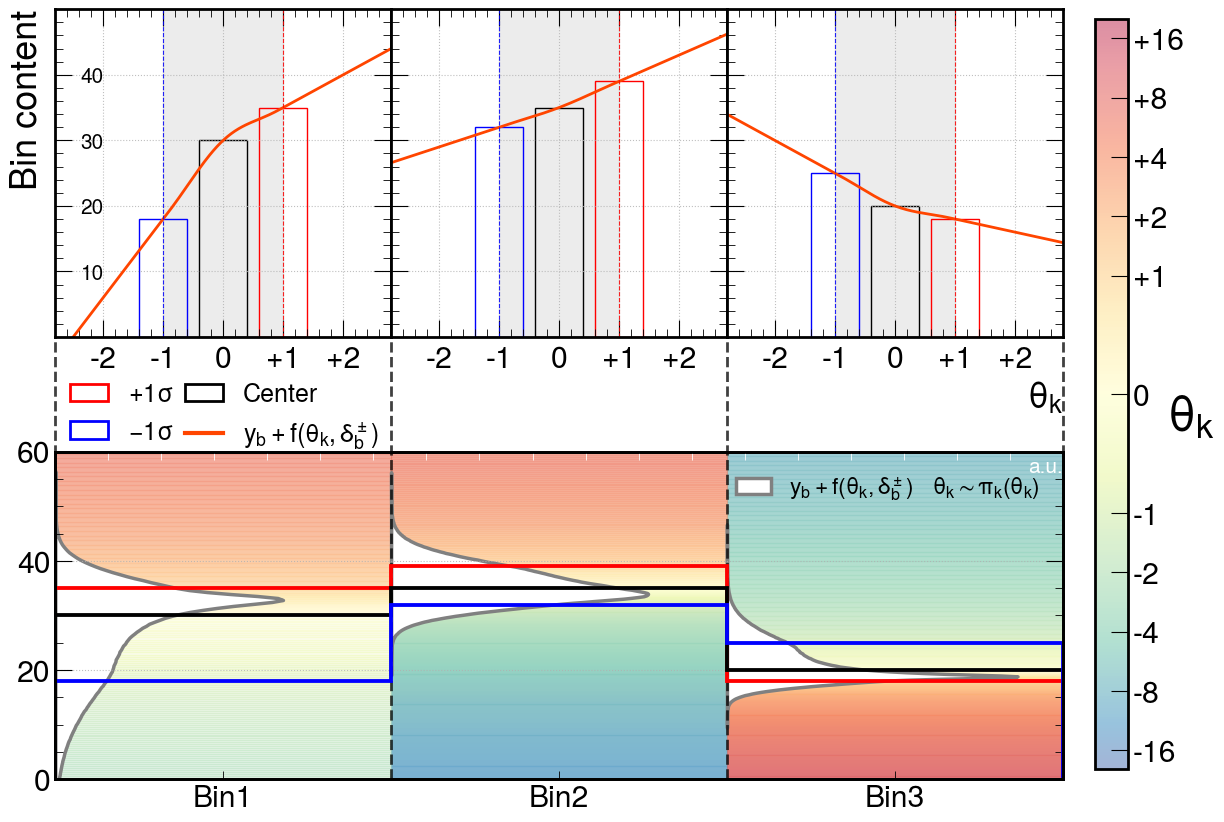 Bin content
40
30
20
10
-2 -1 0 +1 +2
-2 -1 0 +1 +2
-2 -1 0 +1 +2
θk
+1σ Center
−1σ yb + f(θk, δb±)
60
40
20
0
a.u.
yb + f(θk, δb±) θk ∼ πk(θk)
Bin1 Bin2 Bin3
+16
+8
+4
+2
+1
0
-1
-2
-4
-8
-16
θk